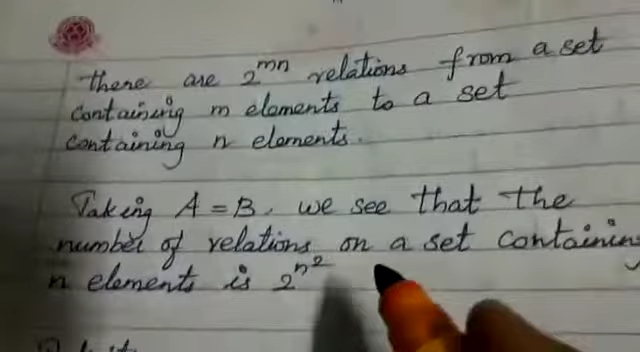 there are 2^mn relations from a set
containing m elements to a set
containing n elements.
Taking A = B, we see that the
number of relations on a set containing
n elements is 2^n^2